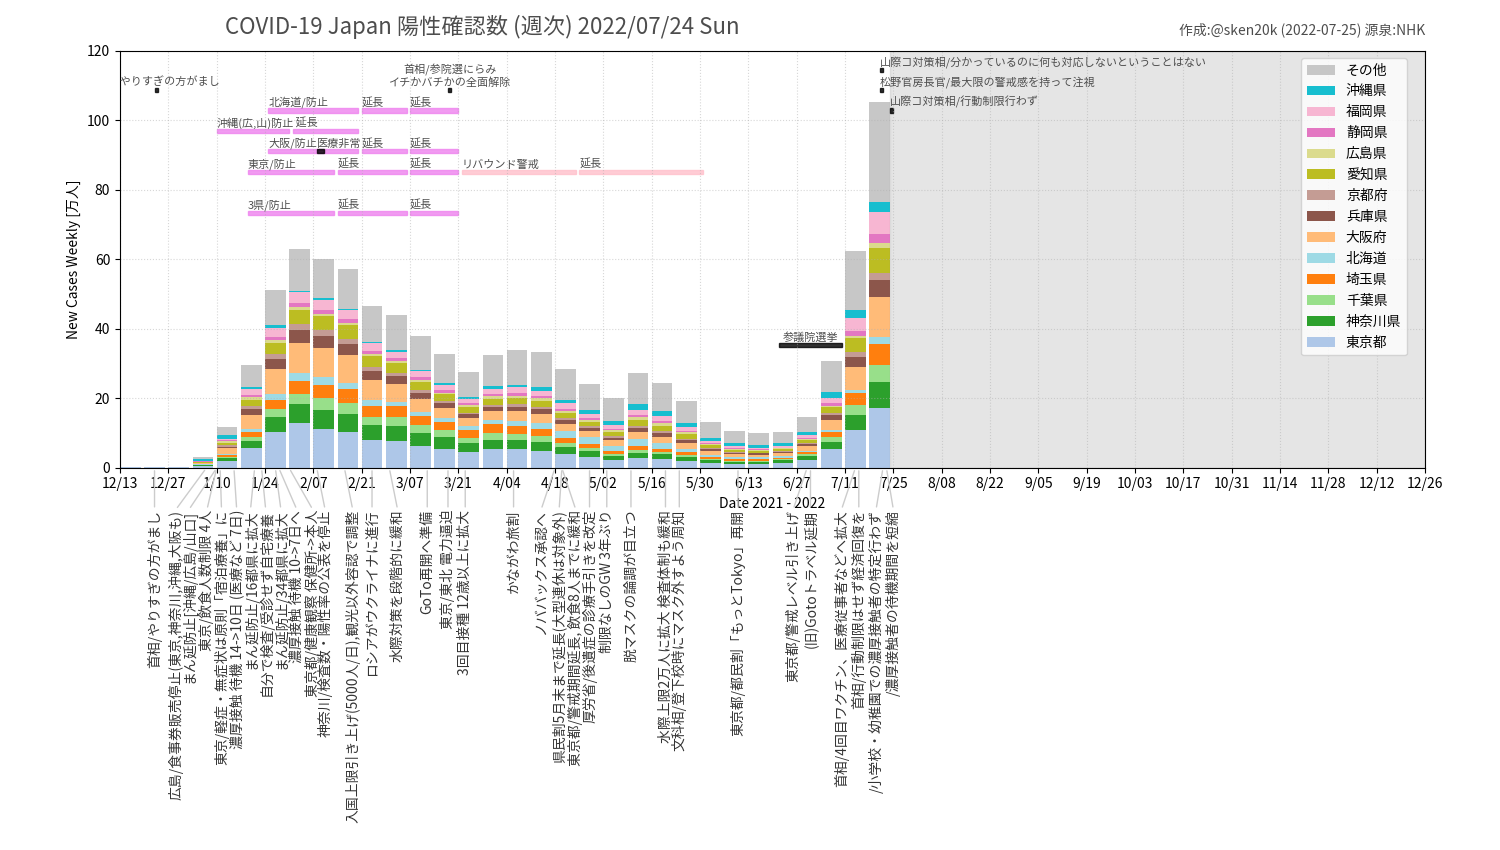 COVID-19 Japan 陽性確認数 (週次) 2022/07/24 Sun
作成:@sken20k (2022-07-25) 源泉:NHK
120
100
80
60
40
20
0
New Cases Weekly [万人]
やりすぎの方がまし
首相/参院選にらみ
イチかバチかの全面解除
山際コ対策相/分かっているのに何も対応しないということはない
松野官房長官/最大限の警戒感を持って注視
山際コ対策相/行動制限行わず
北海道/防止 延長 延長
沖縄(広,山)防止 延長
大阪/防止医療非常 延長 延長
東京/防止 延長 延長 リバウンド警戒 延長
3県/防止 延長 延長
参議院選挙
その他
沖縄県
福岡県
静岡県
広島県
愛知県
京都府
兵庫県
大阪府
北海道
埼玉県
千葉県
神奈川県
東京都
12/13 12/27 1/10 1/24 2/07 2/21 3/07 3/21 4/04 4/18 5/02 5/16 5/30 6/13 6/27 7/11 7/25 8/08 8/22 9/05 9/19 10/03 10/17 10/31 11/14 11/28 12/12 12/26
Date 2021 - 2022
首相/やりすぎの方がまし
広島/食事券販売停止(東京,神奈川,沖縄,大阪も)
まん延防止 [沖縄/広島/山口]
東京/飲食人数制限 4人
東京/軽症・無症状は原則「宿泊療養」に
濃厚接触 待機 14->10日 (医療など７日)
まん延防止/16都県に拡大
自分で検査/受診せず自宅療養
まん延防止/34都県に拡大
濃厚接触 待機 10->7日へ
東京都/健康観察 保健所->本人
神奈川/検査数・陽性率の公表を停止
入国上限引き上げ(5000人/日),観光以外容認で調整
ロシアがウクライナに進行
水際対策を段階的に緩和
GoTo再開へ準備
東京/東北 電力逼迫
3回目接種 12歳以上に拡大
かながわ旅割
ノババックス承認へ
県民割5月末まで延長(大型連休は対象外)
東京都/警戒期間延長, 飲食8人までに緩和
厚労省/後遺症の診療手引きを改定
制限なしのGW 3年ぶり
脱マスクの論調が目立つ
水際上限2万人に拡大 検査体制も緩和
文科相/登下校時にマスク外すよう周知
東京都/都民割「もっとTokyo」再開
東京都/警戒レベル引き上げ
(旧)Gotoトラベル延期
首相/4回目ワクチン、医療従事者などへ拡大
首相/行動制限はせず経済回復を
/小学校・幼稚園での濃厚接触者の特定行わず
/濃厚接触者の待機期間を短縮